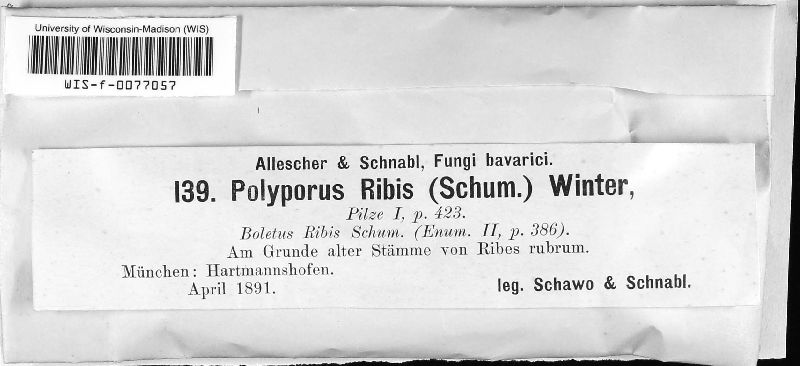 University of Wisconsin-Madison (WIS)
WIS-f-0077057
Allescher & Schnabl, Fungi bavarici.
139. Polyporus Ribis (Schum.) Winter,
Pilze I, p. 423.
Boletus Ribis Schum. (Enum. II, p. 386).
Am Grunde alter Stämme von Ribes rubrum.
München: Hartmannshofen.
April 1891.
leg. Schawo & Schnabl.